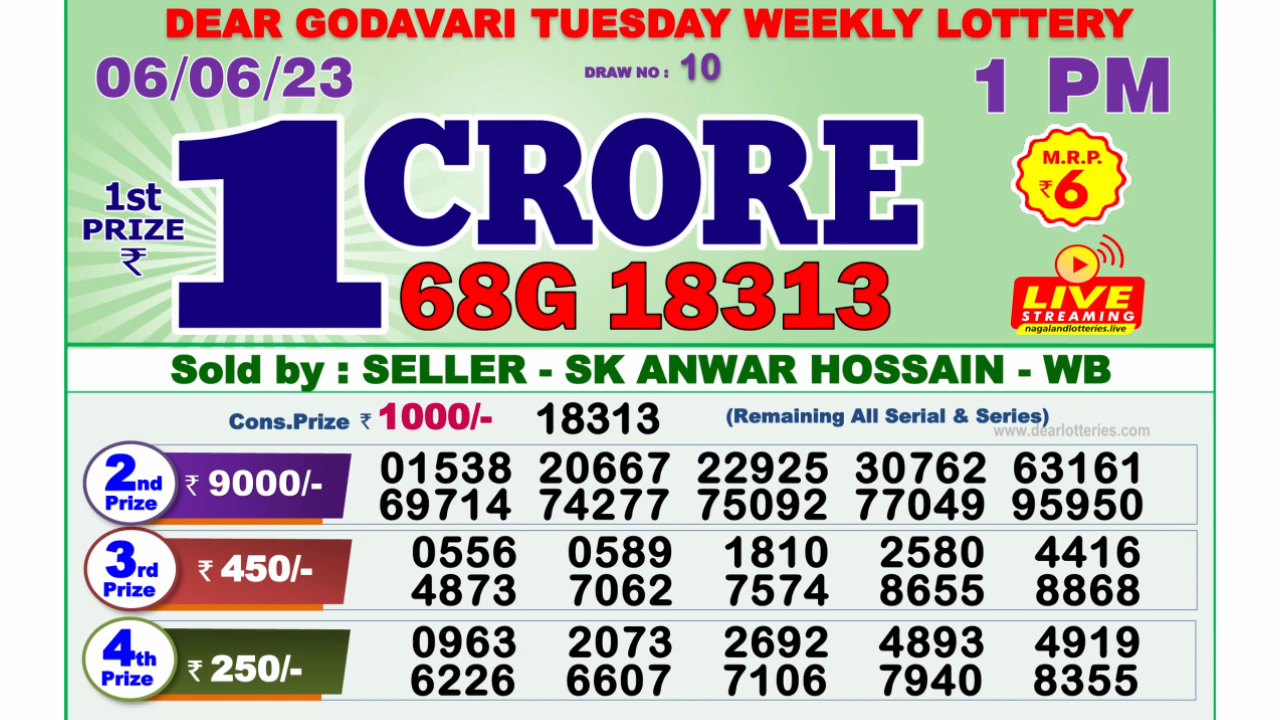 DEAR GODAVARI TUESDAY WEEKLY LOTTERY
06/06/23
DRAW NO : 10
1 PM
1st
PRIZE
₹
1 CRORE
68G 18313
M.R.P.
₹6
LIVE
STREAMING
nagalandlotteries.live
Sold by : SELLER - SK ANWAR HOSSAIN - WB
Cons.Prize ₹ 1000/- 18313 (Remaining All Serial & Series)
www.dearlotteries.com
2nd
Prize
₹ 9000/-
01538 20667 22925 30762 63161
69714 74277 75092 77049 95950
3rd
Prize
₹ 450/-
0556 0589 1810 2580 4416
4873 7062 7574 8655 8868
4th
Prize
₹ 250/-
0963 2073 2692 4893 4919
6226 6607 7106 7940 8355